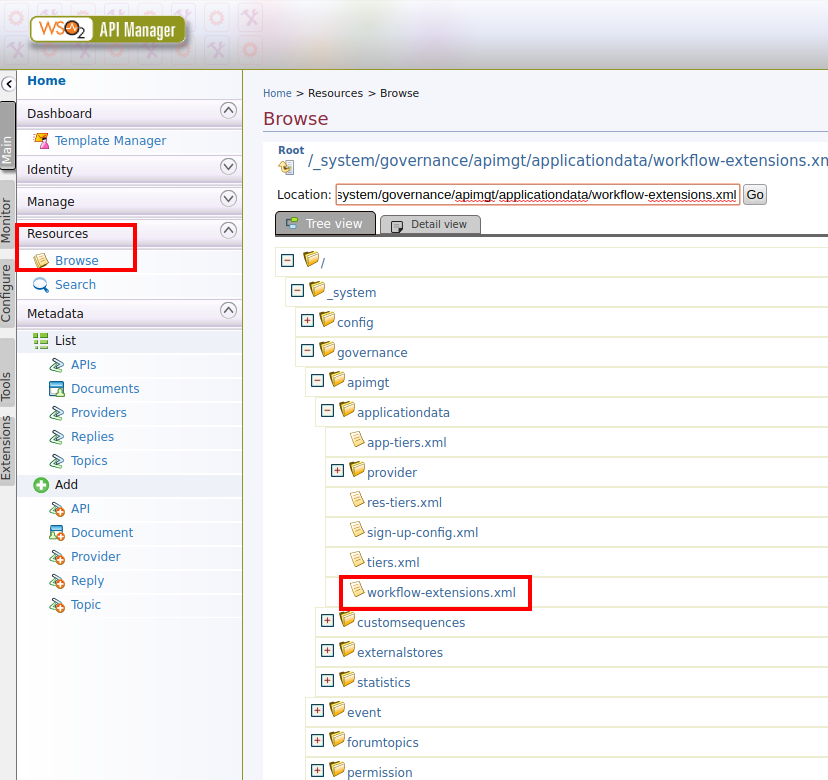 WSO2 API Manager
Home
Dashboard
Template Manager
Identity
Manage
Resources
Browse
Search
Metadata
List
APIs
Documents
Providers
Replies
Topics
Add
API
Document
Provider
Reply
Topic
Main
Monitor
Configure
Tools
Extensions
Home > Resources > Browse
Browse
Root
/_system/governance/apimgt/applicationdata/workflow-extensions.xm
Location: system/governance/apimgt/applicationdata/workflow-extensions.xml Go
Tree view Detail view
/
_system
config
governance
apimgt
applicationdata
app-tiers.xml
provider
res-tiers.xml
sign-up-config.xml
tiers.xml
workflow-extensions.xml
customsequences
externalstores
statistics
event
forumtopics
permission